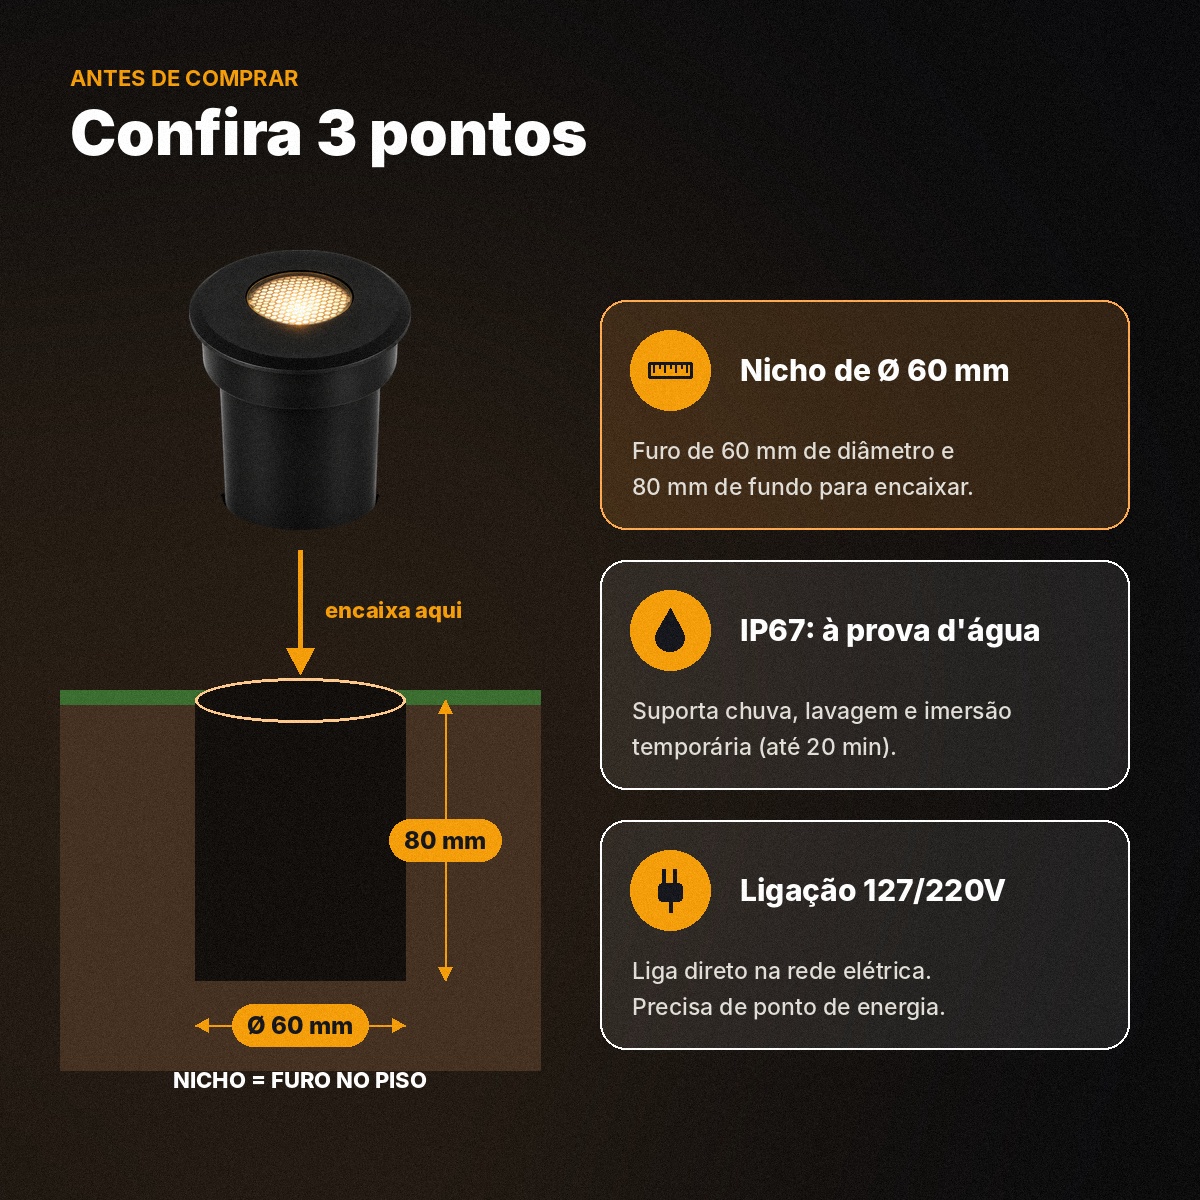 ANTES DE COMPRAR
Confira 3 pontos
Nicho de Ø 60 mm
Furo de 60 mm de diâmetro e
80 mm de fundo para encaixar.
encaixa aqui
IP67: à prova d'água
Suporta chuva, lavagem e imersão
temporária (até 20 min).
80 mm
Ligação 127/220V
Liga direto na rede elétrica.
Precisa de ponto de energia.
Ø 60 mm
NICHO = FURO NO PISO